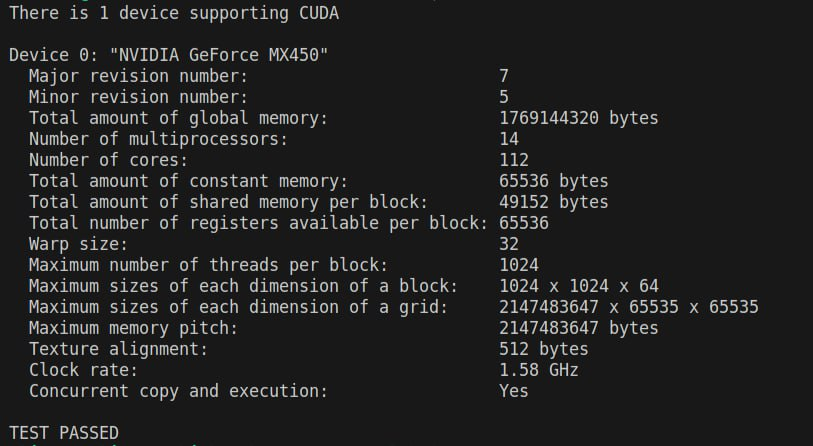 There is 1 device supporting CUDA
Device 0: "NVIDIA GeForce MX450"
Major revision number: 7
Minor revision number: 5
Total amount of global memory: 1769144320 bytes
Number of multiprocessors: 14
Number of cores: 112
Total amount of constant memory: 65536 bytes
Total amount of shared memory per block: 49152 bytes
Total number of registers available per block: 65536
Warp size: 32
Maximum number of threads per block: 1024
Maximum sizes of each dimension of a block: 1024 x 1024 x 64
Maximum sizes of each dimension of a grid: 2147483647 x 65535 x 65535
Maximum memory pitch: 2147483647 bytes
Texture alignment: 512 bytes
Clock rate: 1.58 GHz
Concurrent copy and execution: Yes
TEST PASSED